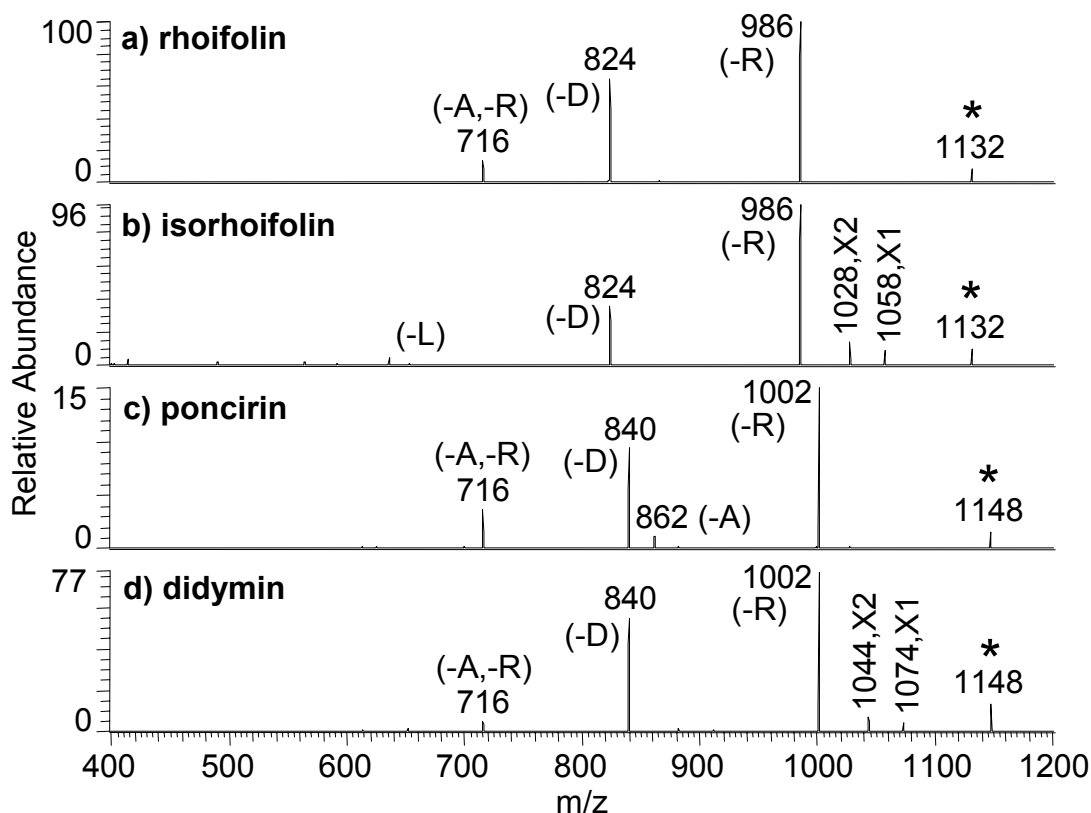 Relative Abundance
100
0
a) rhoifolin
(-A,-R)
716
824
(-D)
986
(-R)
*
1132
96
0
b) isorhoifolin
(-L)
824
(-D)
986
(-R)
1028,X2
1058,X1
*
1132
15
0
c) poncirin
(-A,-R)
716
840
(-D)
862 (-A)
1002
(-R)
*
1148
77
0
d) didymin
(-A,-R)
716
840
(-D)
1002
(-R)
1044,X2
1074,X1
*
1148
400 500 600 700 800 900 1000 1100 1200
m/z